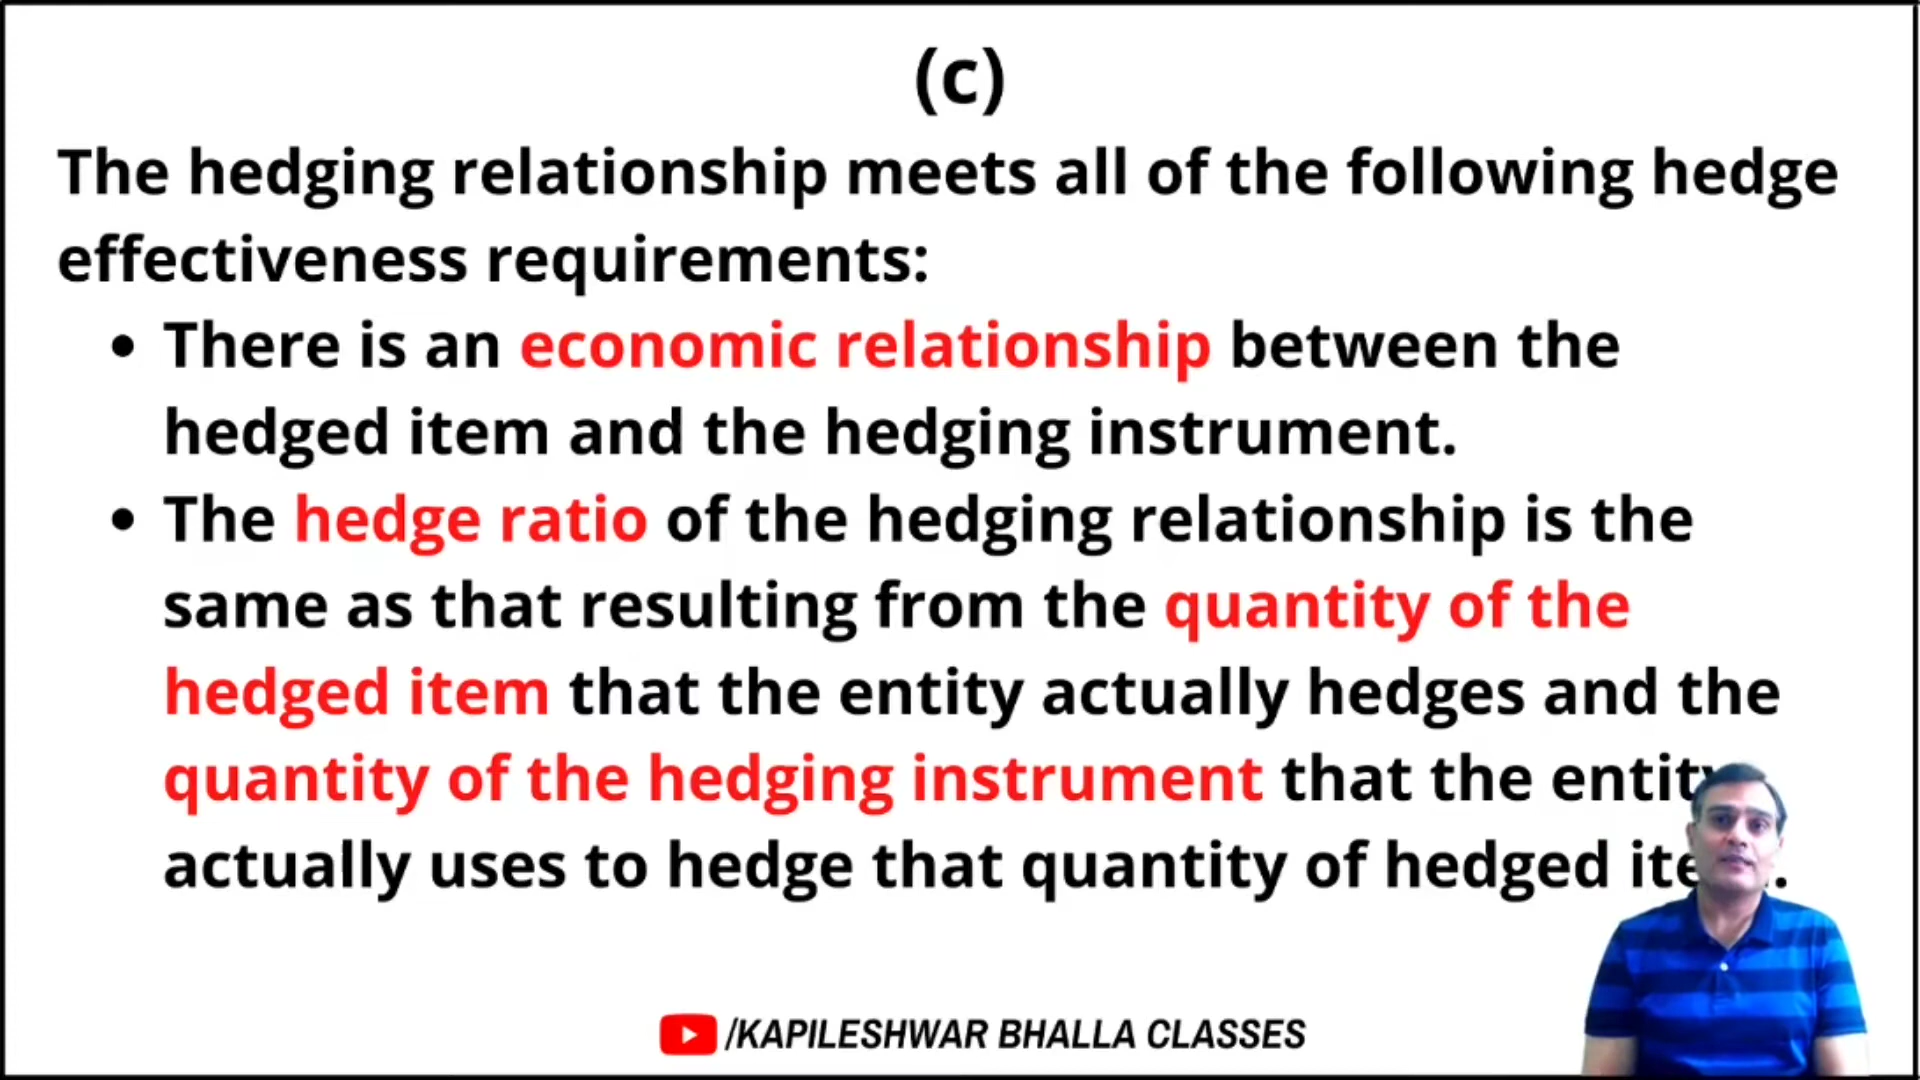 (c)
The hedging relationship meets all of the following hedge
effectiveness requirements:
• There is an economic relationship between the
hedged item and the hedging instrument.
• The hedge ratio of the hedging relationship is the
same as that resulting from the quantity of the
hedged item that the entity actually hedges and the
quantity of the hedging instrument that the entity
actually uses to hedge that quantity of hedged
/KAPILESHWAR BHALLA CLASSES